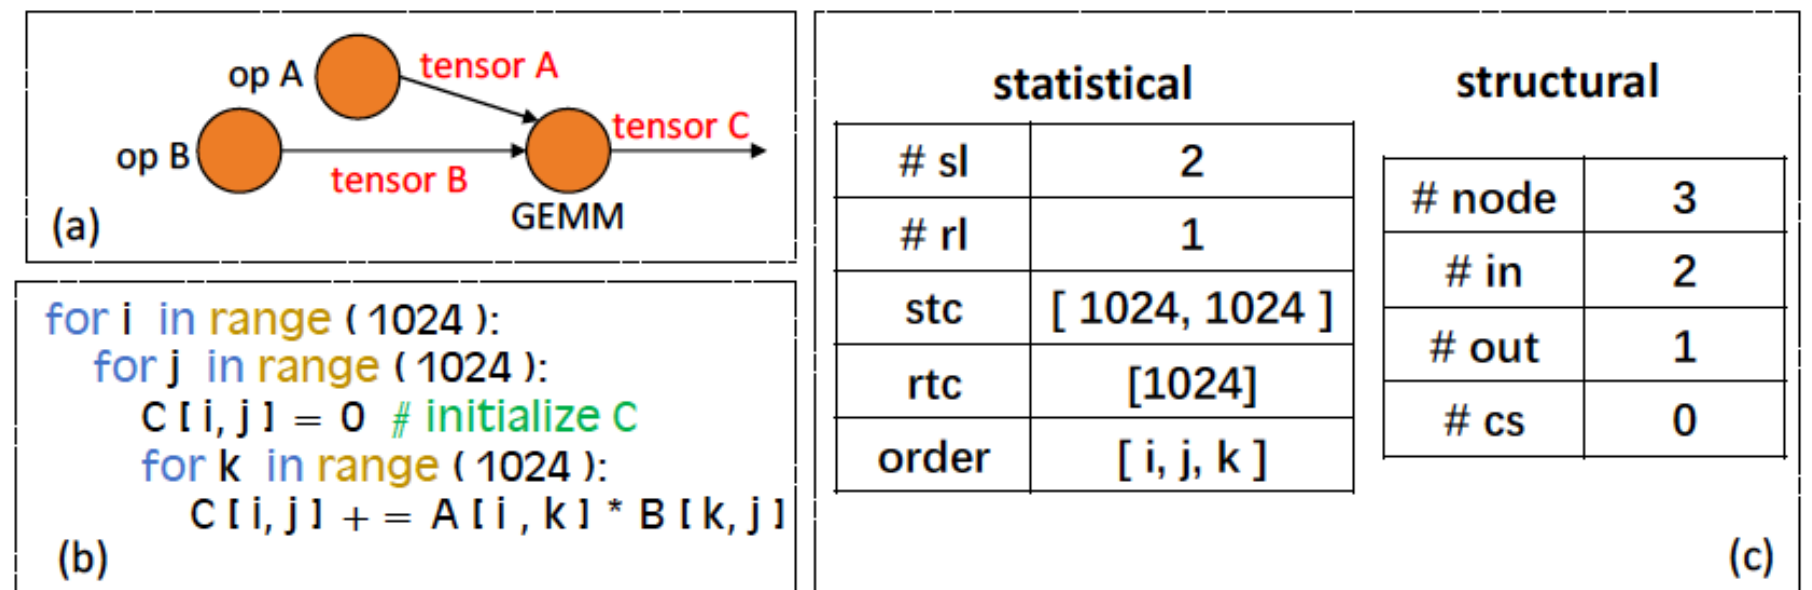 op A
tensor A
op B
tensor B
tensor C
GEMM
(a)
for i in range ( 1024 ):
for j in range ( 1024 ):
C [ i, j ] = 0 # initialize C
for k in range ( 1024 ):
C [ i, j ] + = A [ i , k ] * B [ k, j ]
(b)
statistical
# sl 2
# rl 1
stc [ 1024, 1024 ]
rtc [1024]
order [ i, j, k ]
structural
# node 3
# in 2
# out 1
# cs 0
(c)